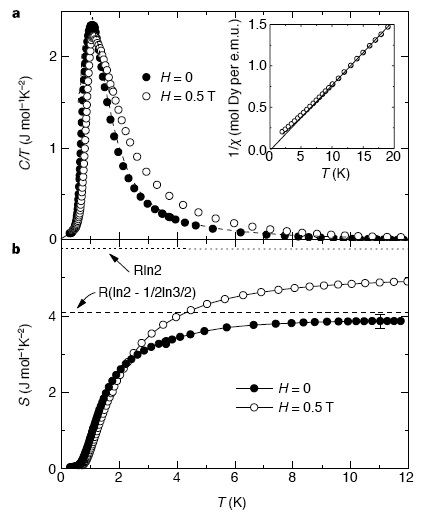 a
C/T (J mol⁻¹K⁻²)
2
1
0
H = 0
H = 0.5 T
1/χ (mol Dy per e.m.u.)
1.5
1.0
0.5
0.0
0 5 10 15 20
T (K)
b
Rln2
R(ln2 - 1/2ln3/2)
S (J mol⁻¹K⁻²)
4
2
0
H = 0
H = 0.5 T
0 2 4 6 8 10 12
T (K)